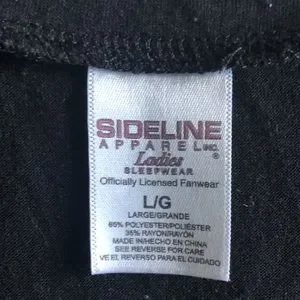 SIDELINE
APPAREL INC.
®
Ladies
SLEEPWEAR
Officially Licensed Fanwear
L/G
LARGE/GRANDE
65% POLYESTER/POLIÉSTER
35% RAYON/RAYÓN
MADE IN/HECHO EN CHINA
SEE REVERSE FOR CARE
VE EL REVERSO PARA EL CUIDADO